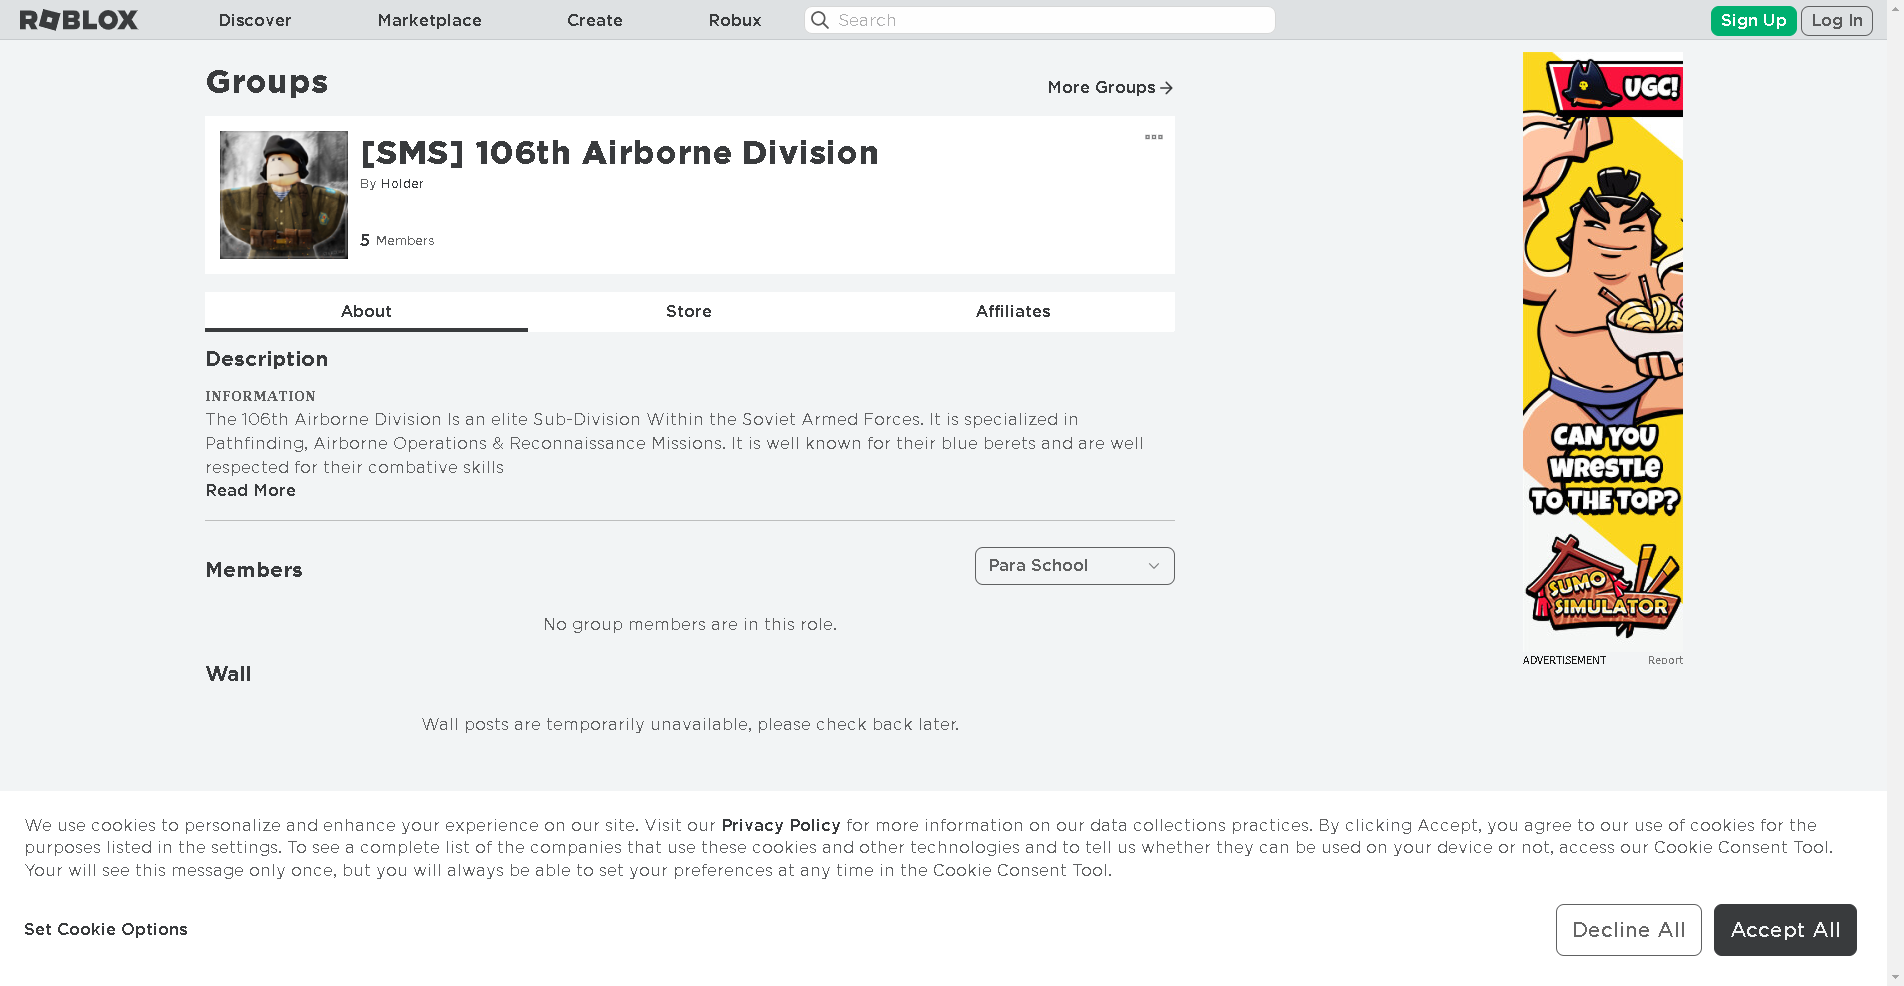 ROBLOX
Discover
Marketplace
Create
Robux
Search
Sign Up
Log In
Groups
More Groups
[SMS] 106th Airborne Division
By Holder
5 Members
About
Store
Affiliates
Description
INFORMATION
The 106th Airborne Division Is an elite Sub-Division Within the Soviet Armed Forces. It is specialized in
Pathfinding, Airborne Operations & Reconnaissance Missions. It is well known for their blue berets and are well
respected for their combative skills
Read More
Members
Para School
No group members are in this role.
Wall
Wall posts are temporarily unavailable, please check back later.
UGC!
CAN YOU
WRESTLE
TO THE TOP?
SUMO
SIMULATOR
ADVERTISEMENT
Report
We use cookies to personalize and enhance your experience on our site. Visit our Privacy Policy for more information on our data collections practices. By clicking Accept, you agree to our use of cookies for the
purposes listed in the settings. To see a complete list of the companies that use these cookies and other technologies and to tell us whether they can be used on your device or not, access our Cookie Consent Tool.
Your will see this message only once, but you will always be able to set your preferences at any time in the Cookie Consent Tool.
Set Cookie Options
Decline All
Accept All